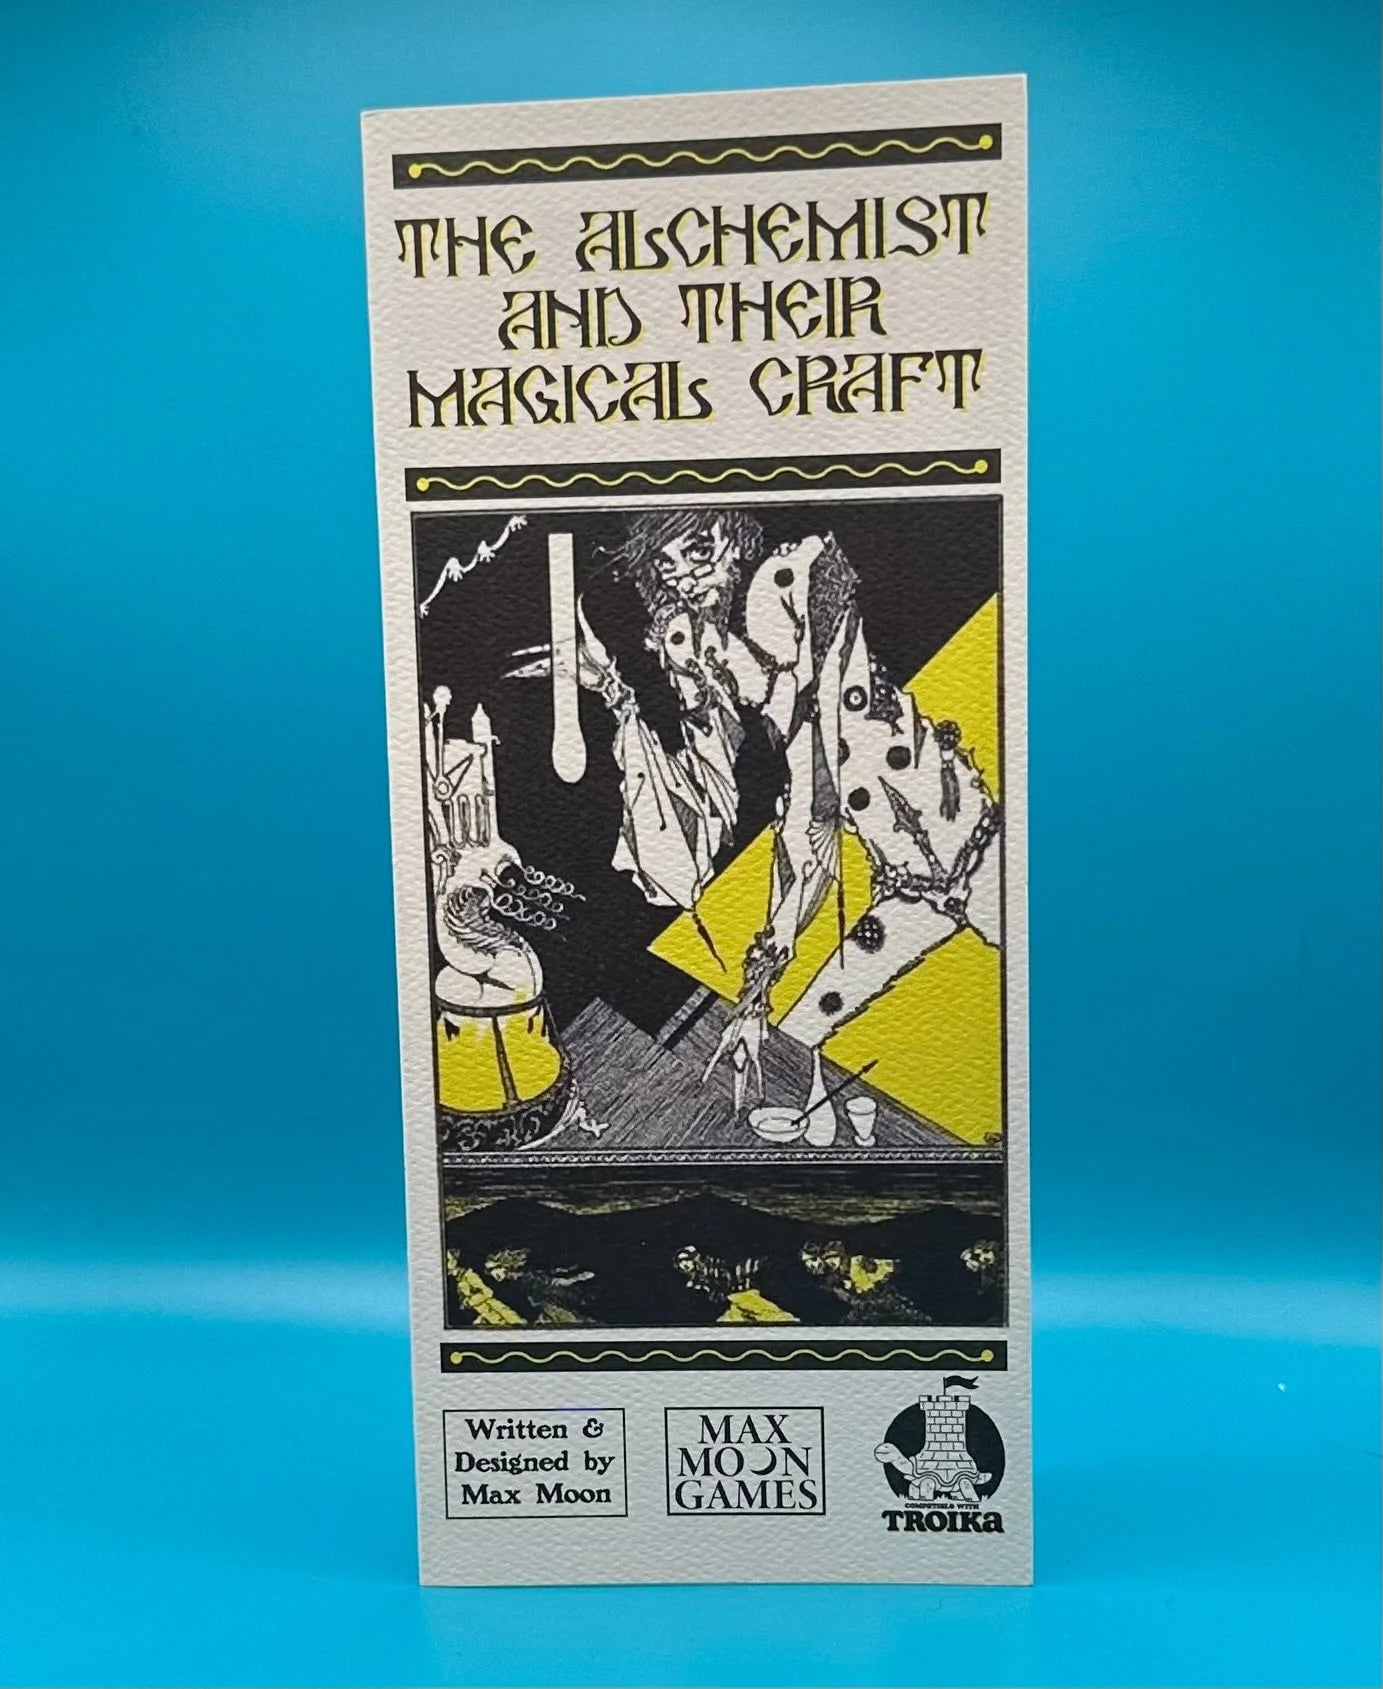 THE ALCHEMIST
AND THEIR
MAGICAL CRAFT
Written &
Designed by
Max Moon
MAX
MOON
GAMES
COMPATIBLE WITH
TROIKA